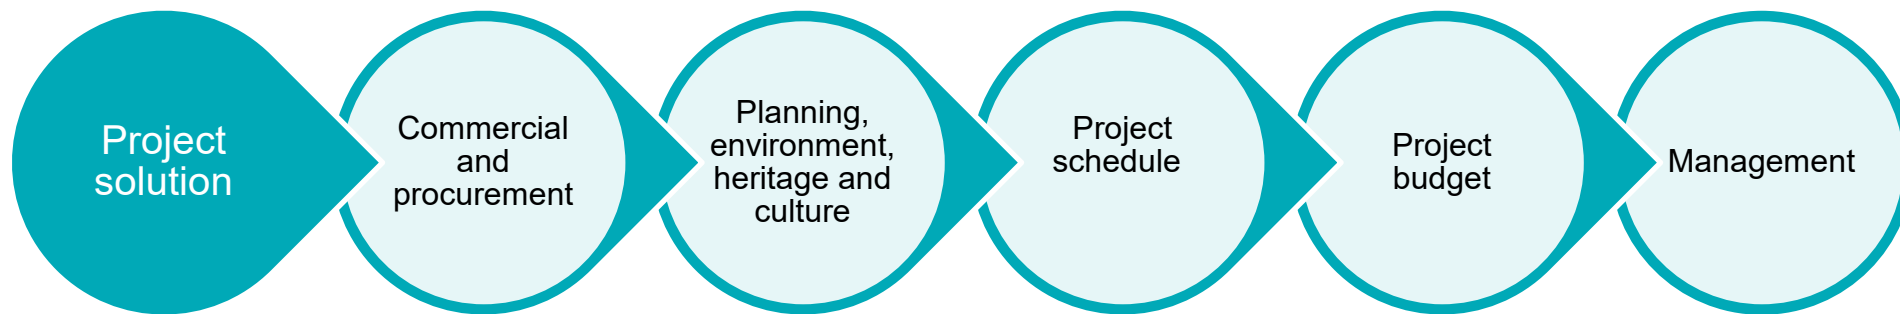 Project
solution
Commercial
and
procurement
Planning,
environment,
heritage and
culture
Project
schedule
Project
budget
Management